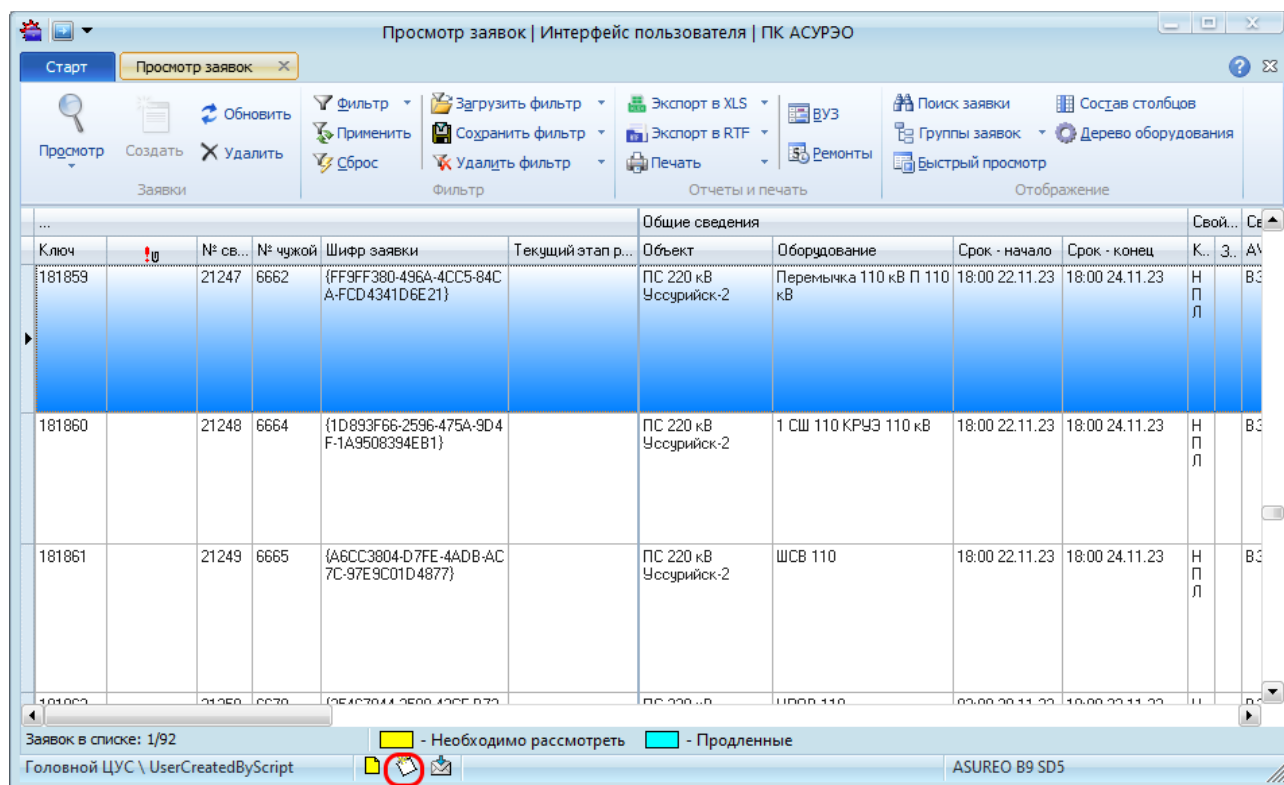 Просмотр заявок | Интерфейс пользователя | ПК АСУРЭО
Старт Просмотр заявок
Просмотр Создать Обновить Удалить
Заявки
Фильтр Загрузить фильтр
Применить Сохранить фильтр
Сброс Удалить фильтр
Фильтр
Экспорт в XLS ВУЗ
Экспорт в RTF Ремонты
Печать
Отчеты и печать
Поиск заявки Состав столбцов
Группы заявок Дерево оборудования
Быстрый просмотр
Отображение
... Общие сведения Свой...
Ключ № св... № чужой Шифр заявки Текущий этап р... Объект Оборудование Срок - начало Срок - конец К.. З..
181859 21247 6662 {FF9FF380-496A-4CC5-84C ПС 220 кВ Перемычка 110 кВ П 110 18:00 22.11.23 18:00 24.11.23 Н
A-FCD4341D6E21} Уссурийск-2 кВ П
Л
181860 21248 6664 {1D893F66-2596-475A-9D4 ПС 220 кВ 1 СШ 110 КРУЭ 110 кВ 18:00 22.11.23 18:00 24.11.23 Н
F-1A9508394EB1} Уссурийск-2 П
Л
181861 21249 6665 {A6CC3804-D7FE-4ADB-AC ПС 220 кВ ШСВ 110 18:00 22.11.23 18:00 24.11.23 Н
7C-97E9C01D4877} Уссурийск-2 П
Л
Заявок в списке: 1/92 - Необходимо рассмотреть - Продленные
Головной ЦУС \ UserCreatedByScript ASUREO B9 SD5